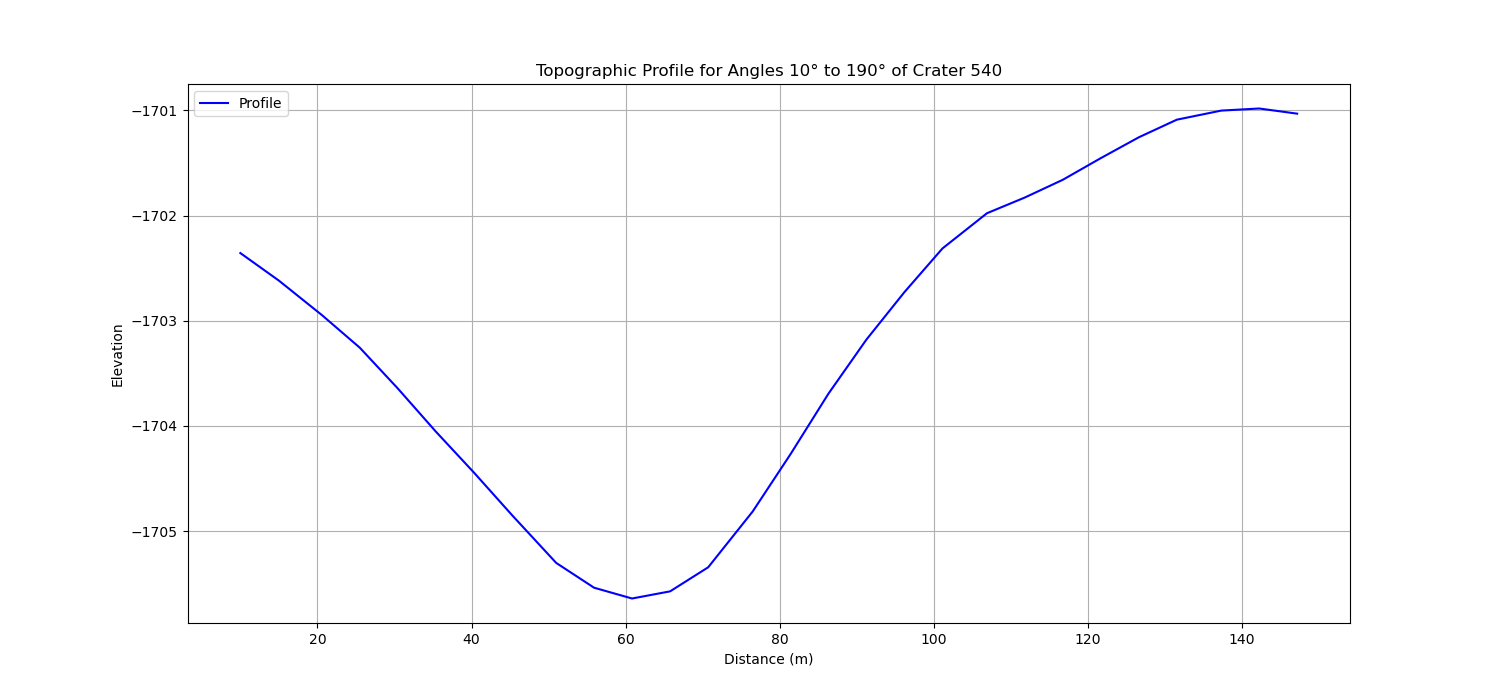 Topographic Profile for Angles 10° to 190° of Crater 540
Profile
−1701
−1702
−1703
−1704
−1705
Elevation
20 40 60 80 100 120 140
Distance (m)